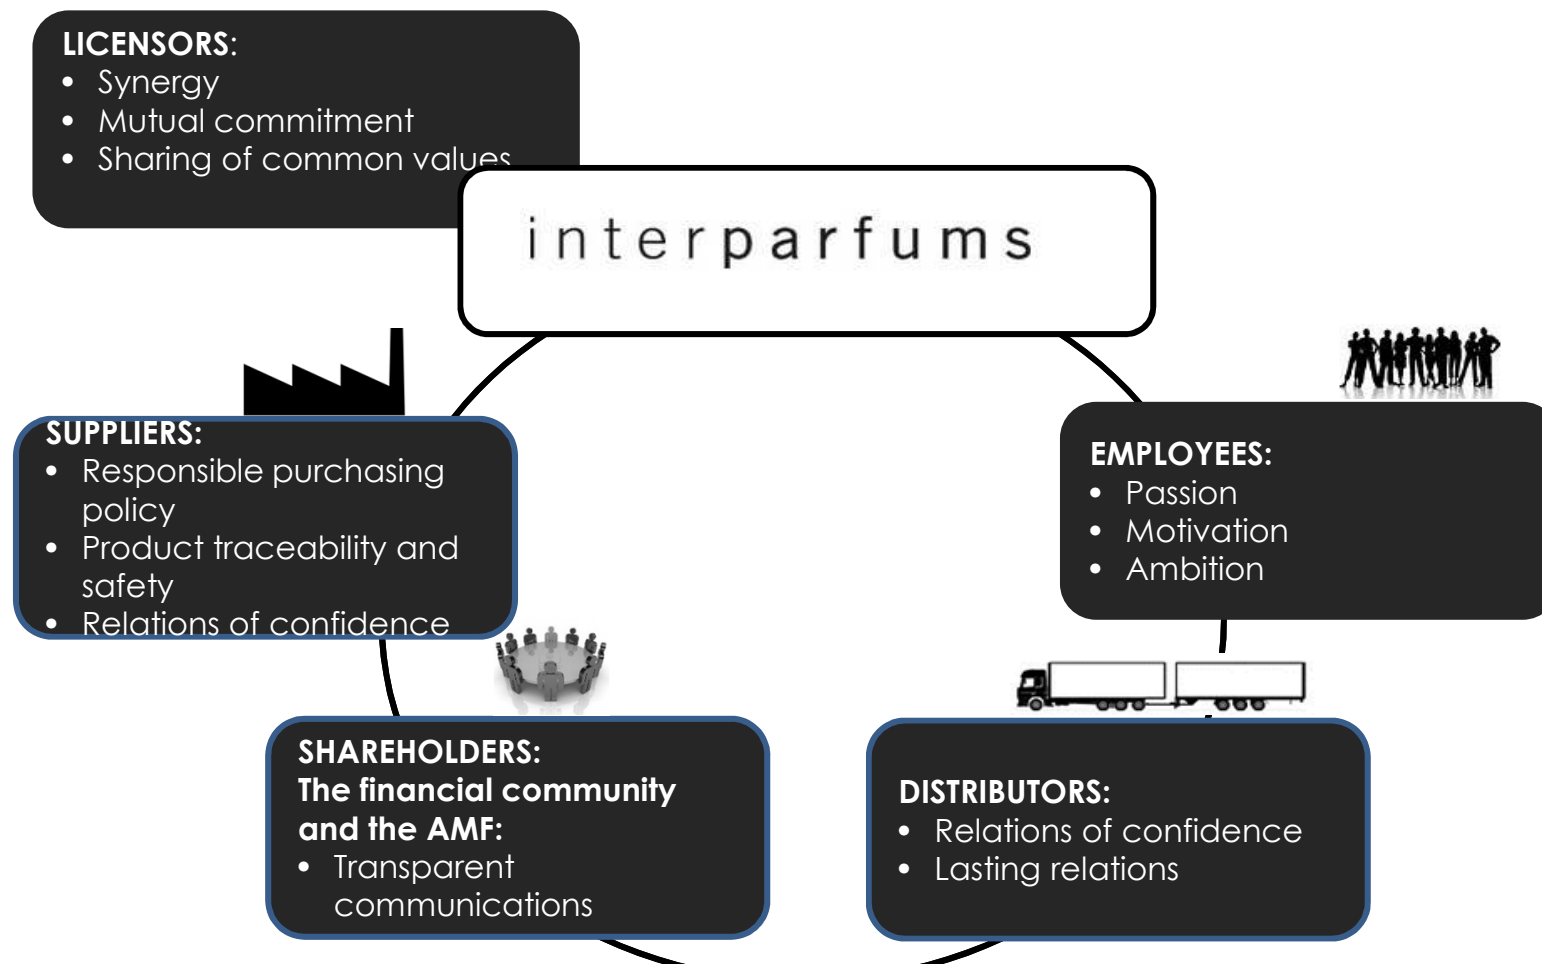 LICENSORS:
• Synergy
• Mutual commitment
• Sharing of common values
interparfums
SUPPLIERS:
• Responsible purchasing
policy
• Product traceability and
safety
• Relations of confidence
EMPLOYEES:
• Passion
• Motivation
• Ambition
SHAREHOLDERS:
The financial community
and the AMF:
• Transparent
communications
DISTRIBUTORS:
• Relations of confidence
• Lasting relations